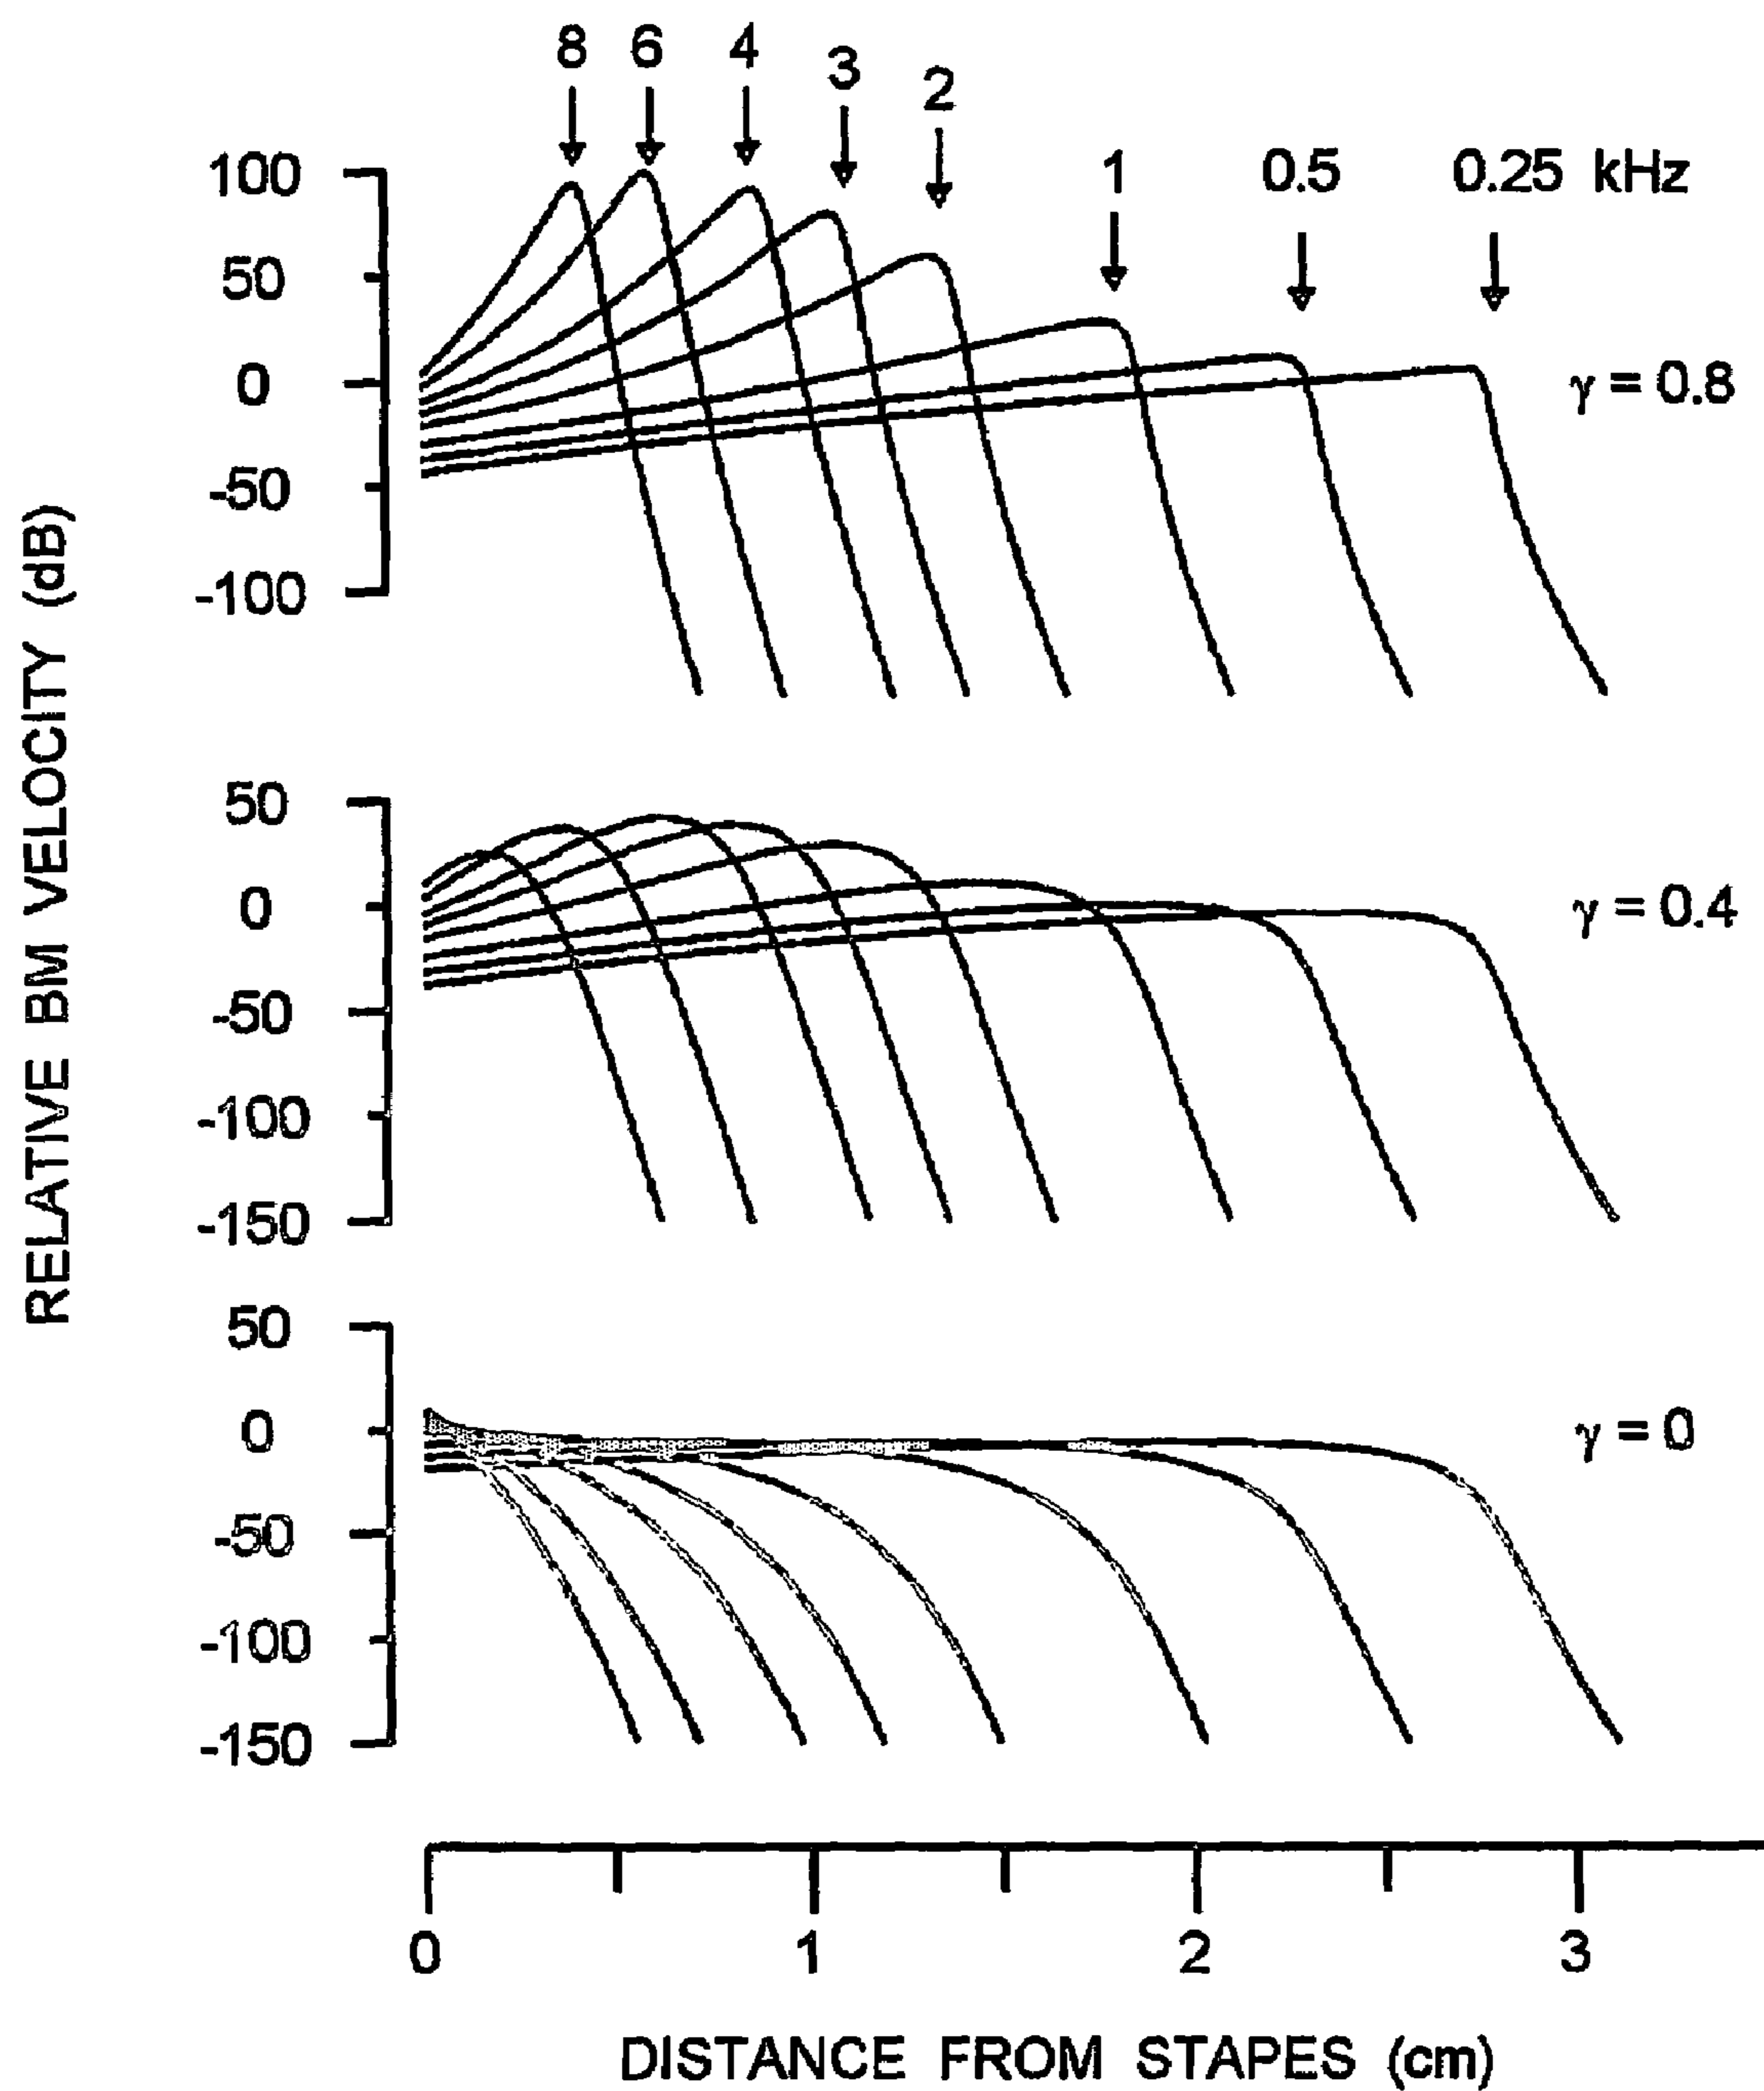 8 6 4 3 2 1 0.5 0.25 kHz
100
50
0
-50
-100
γ = 0.8
RELATIVE BM VELOCITY (dB)
50
0
-50
-100
-150
γ = 0.4
50
0
-50
-100
-150
γ = 0
0 1 2 3
DISTANCE FROM STAPES (cm)